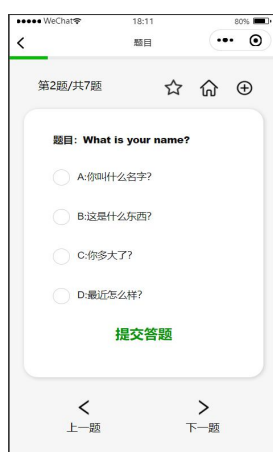 WeChat 18:11 80%
题目
第2题/共7题
题目：What is your name?
A:你叫什么名字?
B:这是什么东西?
C:你多大了?
D:最近怎么样?
提交答题
上一题 下一题